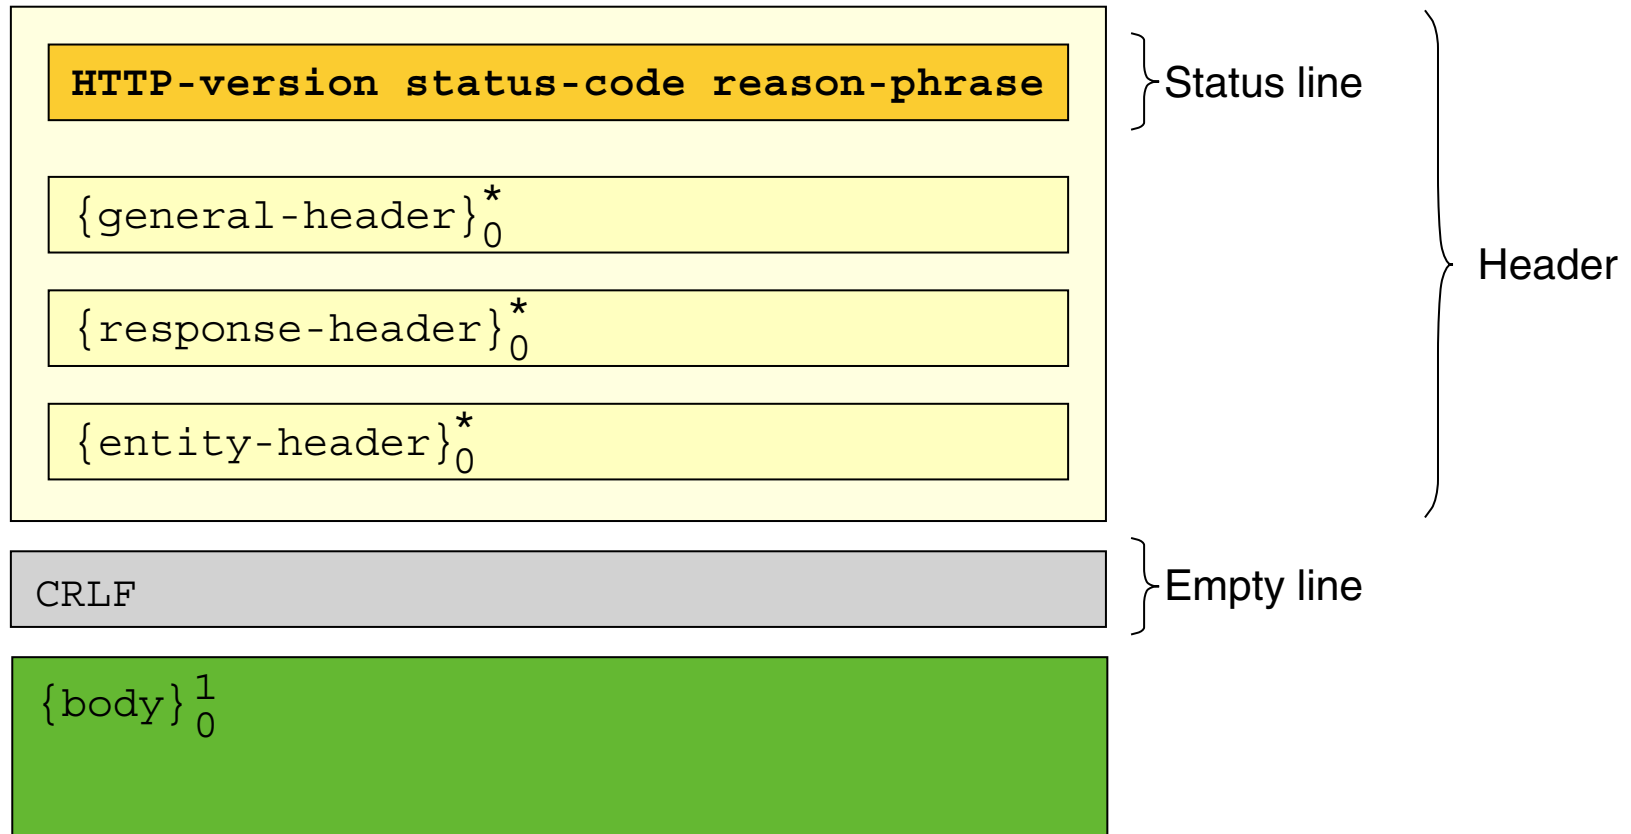 HTTP-version status-code reason-phrase
Status line
{general-header}*0
Header
{response-header}*0
{entity-header}*0
CRLF
Empty line
{body}10